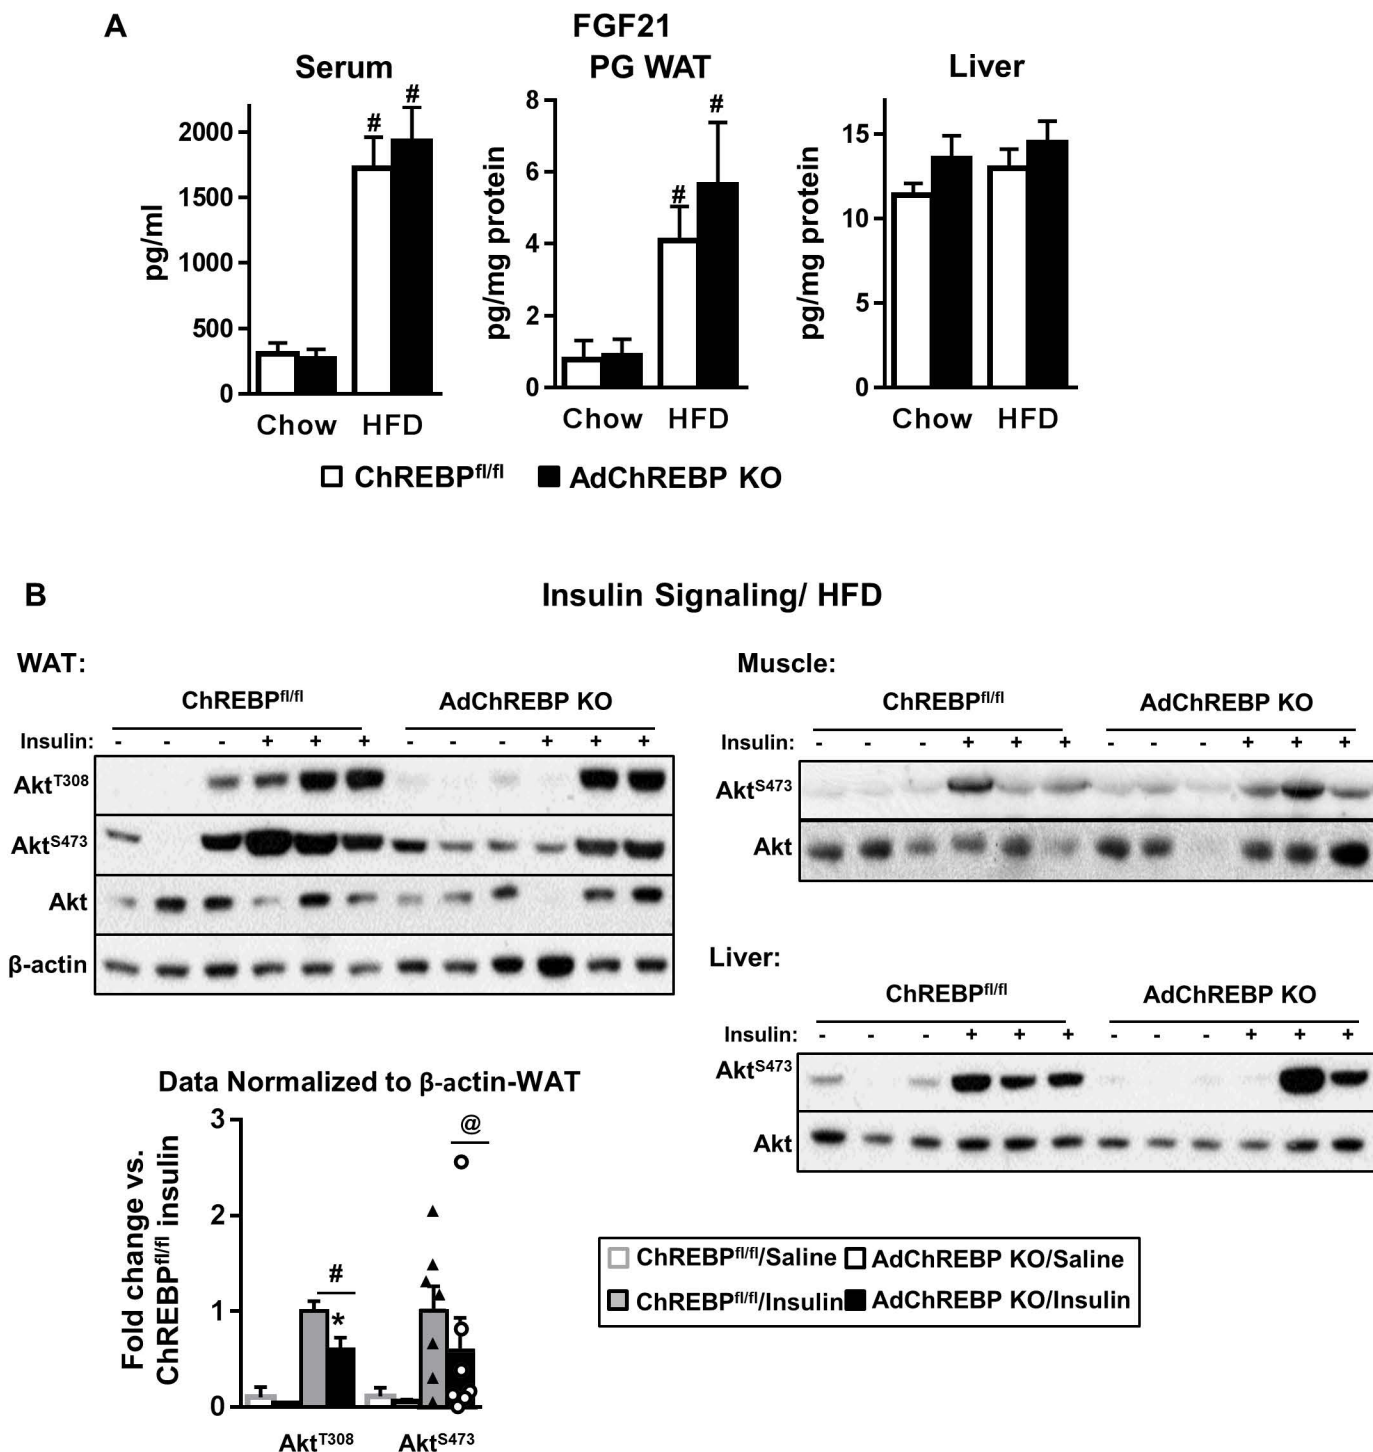 A
FGF21
Serum
PG WAT
Liver
pg/ml
2000
1500
1000
500
0
# #
Chow HFD
pg/mg protein
8
6
4
2
0
# #
Chow HFD
pg/mg protein
15
10
5
0
Chow HFD
ChREBPfl/fl AdChREBP KO
B
Insulin Signaling/ HFD
WAT:
ChREBPfl/fl AdChREBP KO
Insulin: - - - + + + - - - + + +
AktT308
AktS473
Akt
β-actin
Muscle:
ChREBPfl/fl AdChREBP KO
Insulin: - - - + + + - - - + + +
AktS473
Akt
Liver:
ChREBPfl/fl AdChREBP KO
Insulin: - - - + + + - - - + + +
AktS473
Akt
Data Normalized to β-actin-WAT
Fold change vs.
ChREBPfl/fl insulin
3
2
1
0
@
#
*
AktT308 AktS473
ChREBPfl/fl/Saline AdChREBP KO/Saline
ChREBPfl/fl/Insulin AdChREBP KO/Insulin